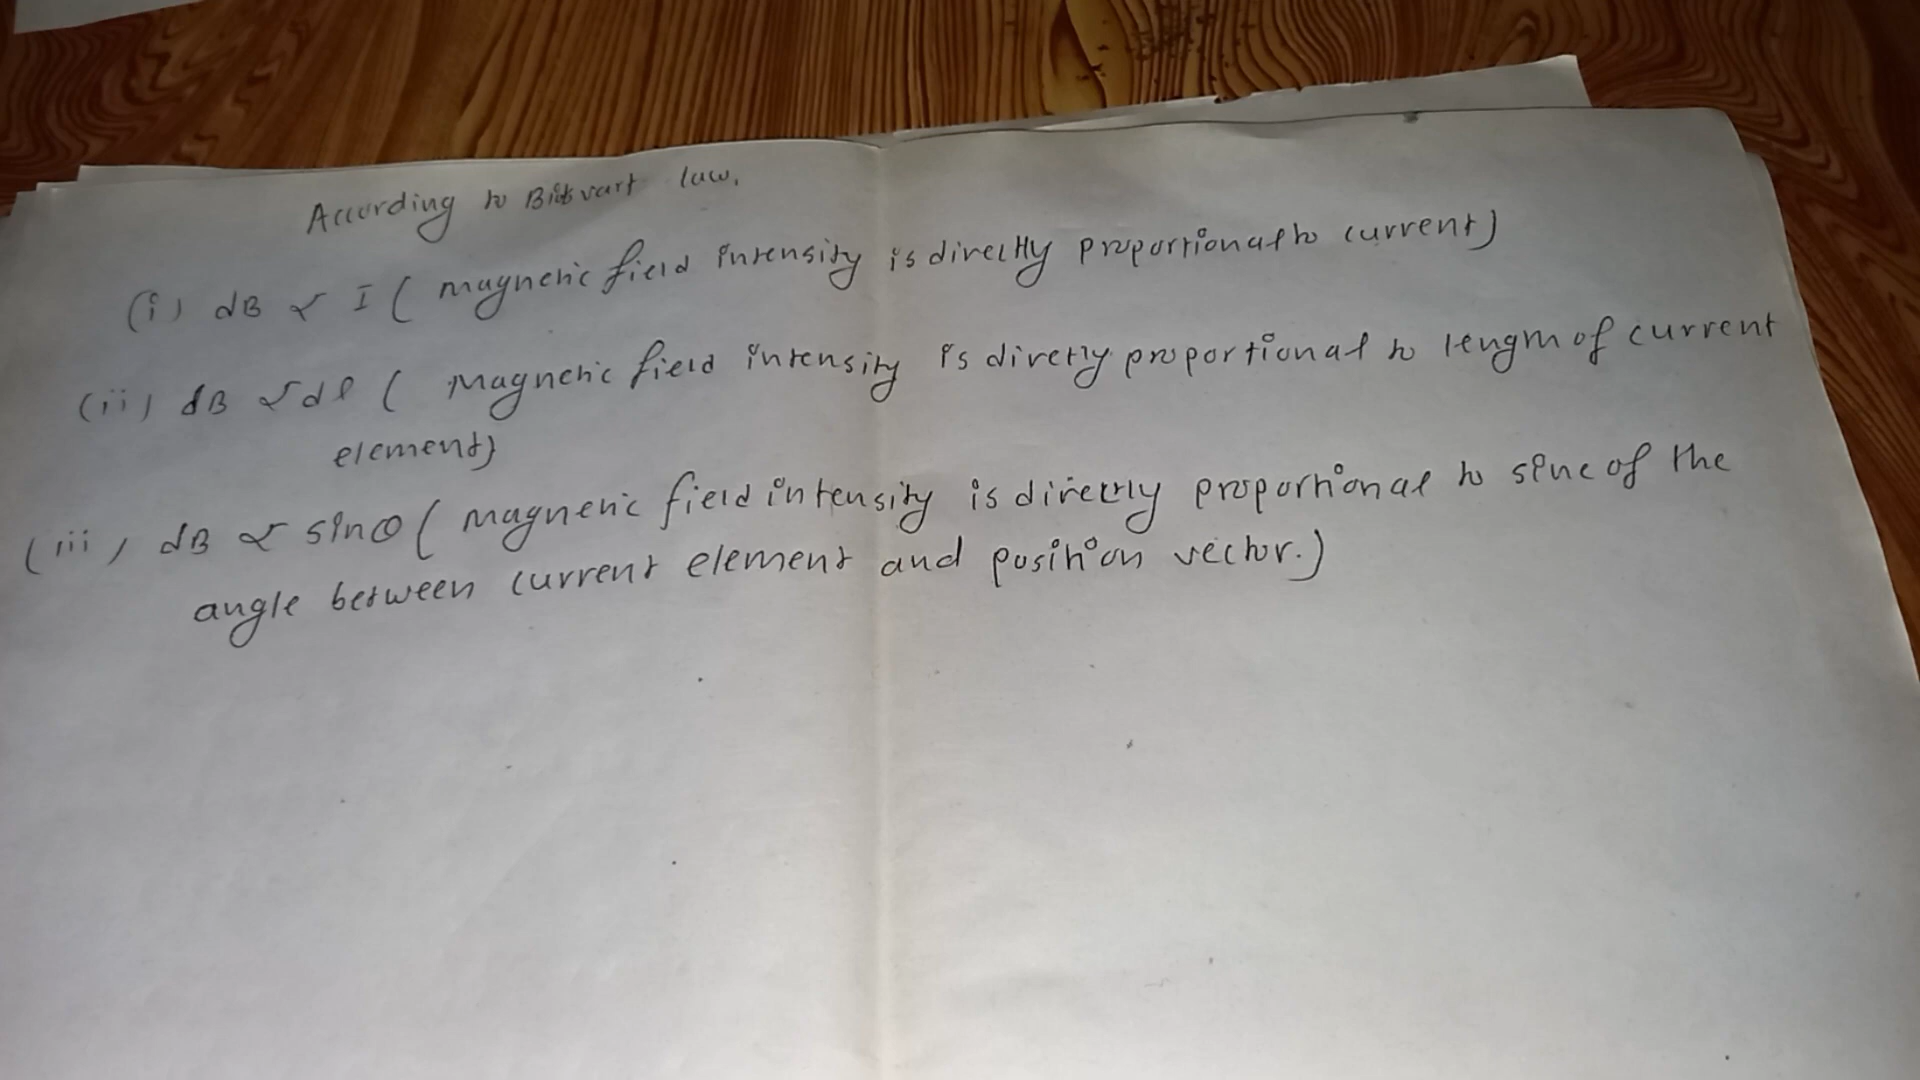 According to Biot vart law,
(i) dB ∝ I ( magnetic field intensity is directly proportional to current)
(ii) dB ∝ dl ( Magnetic field intensity is diretly proportional to length of current
element)
(iii) dB ∝ sinθ ( magnetic field intensity is directly proportional to sine of the
angle between current element and position vector.)